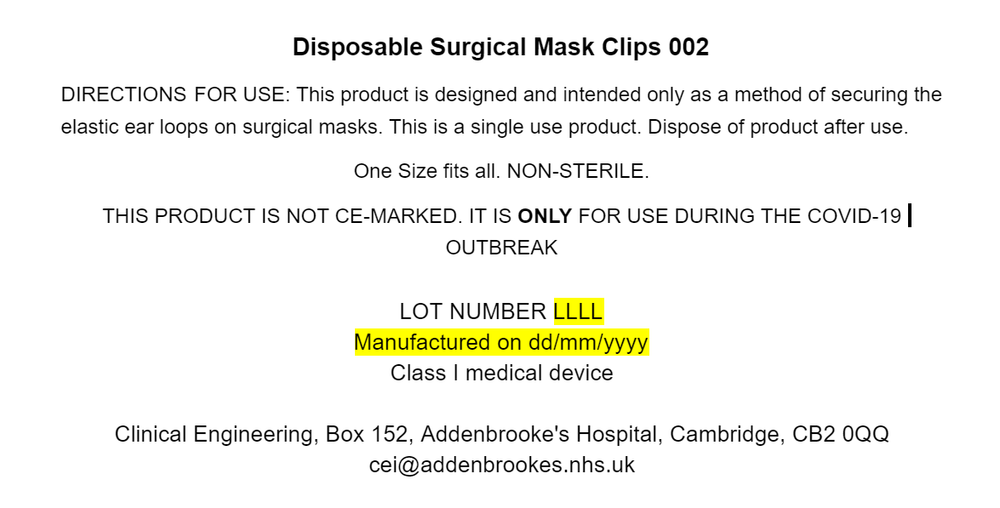 Disposable Surgical Mask Clips 002
DIRECTIONS FOR USE: This product is designed and intended only as a method of securing the
elastic ear loops on surgical masks. This is a single use product. Dispose of product after use.
One Size fits all. NON-STERILE.
THIS PRODUCT IS NOT CE-MARKED. IT IS ONLY FOR USE DURING THE COVID-19
OUTBREAK
LOT NUMBER LLLL
Manufactured on dd/mm/yyyy
Class I medical device
Clinical Engineering, Box 152, Addenbrooke's Hospital, Cambridge, CB2 0QQ
cei@addenbrookes.nhs.uk